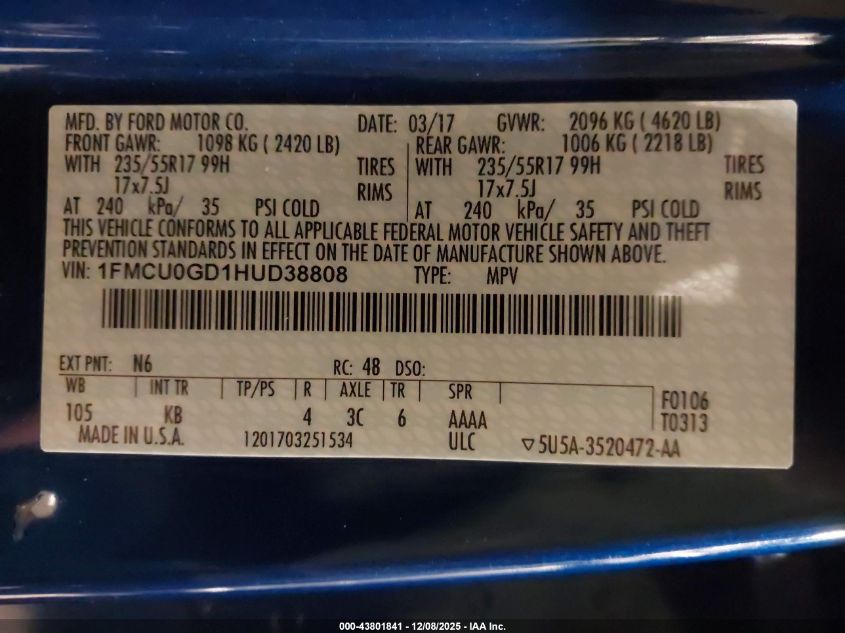 MFD. BY FORD MOTOR CO. DATE: 03/17 GVWR: 2096 KG ( 4620 LB)
FRONT GAWR: 1098 KG ( 2420 LB) REAR GAWR: 1006 KG ( 2218 LB)
WITH 235/55R17 99H TIRES WITH 235/55R17 99H TIRES
17x7.5J RIMS 17x7.5J RIMS
AT 240 kPa/ 35 PSI COLD AT 240 kPa/ 35 PSI COLD
THIS VEHICLE CONFORMS TO ALL APPLICABLE FEDERAL MOTOR VEHICLE SAFETY AND THEFT
PREVENTION STANDARDS IN EFFECT ON THE DATE OF MANUFACTURE SHOWN ABOVE.
VIN: 1FMCU0GD1HUD38808 TYPE: MPV
EXT PNT: N6 RC: 48 DSO:
WB INT TR TP/PS R AXLE TR SPR F0106
105 KB 4 3C 6 AAAA T0313
MADE IN U.S.A. 1201703251534 ULC ▽5U5A-3520472-AA
000-43801841 - 12/08/2025 - IAA Inc.